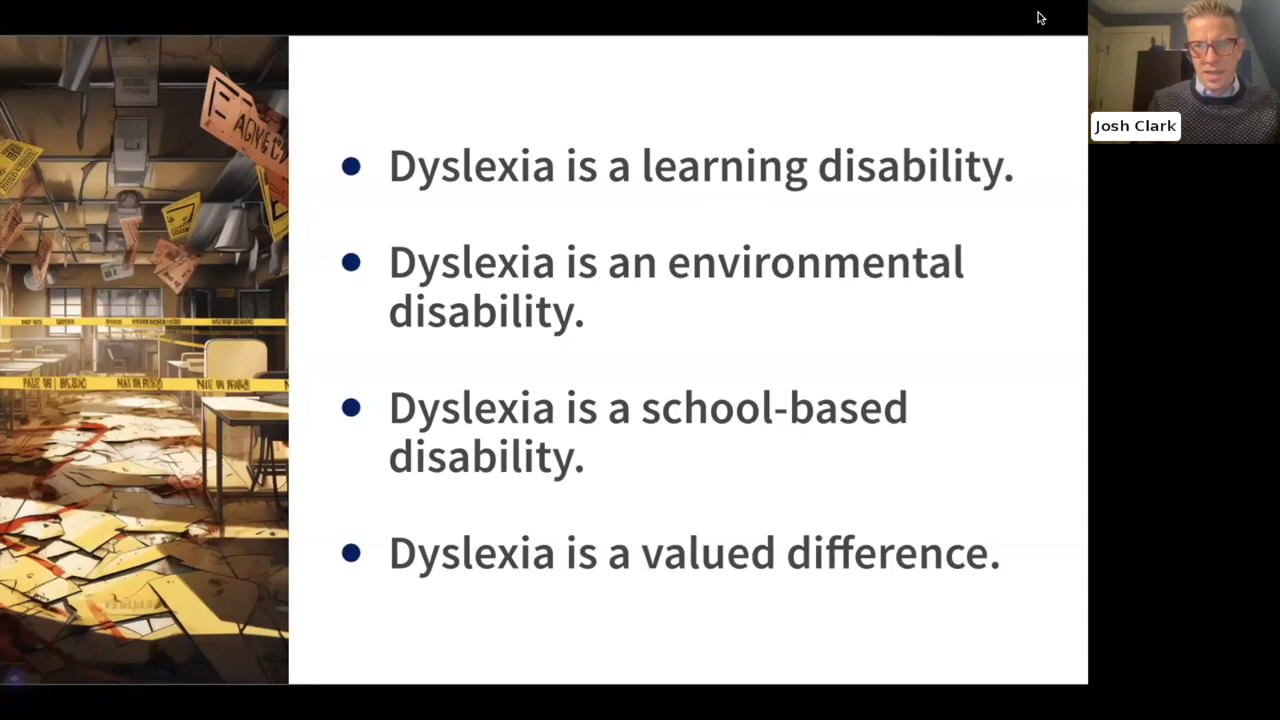 Josh Clark
• Dyslexia is a learning disability.
• Dyslexia is an environmental
disability.
• Dyslexia is a school-based
disability.
• Dyslexia is a valued difference.